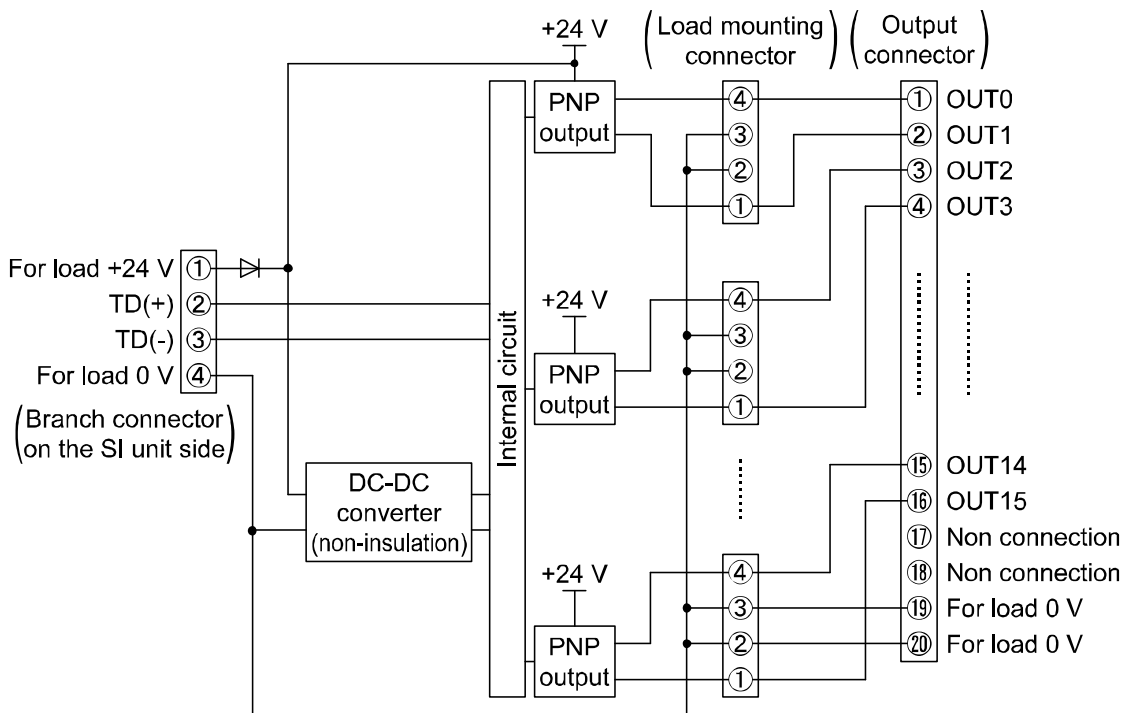 +24 V
(Load mounting
connector)
(Output
connector)
PNP
output
④
③
②
①
① OUT0
② OUT1
③ OUT2
④ OUT3
For load +24 V ①
TD(+) ②
TD(-) ③
For load 0 V ④
(Branch connector
on the SI unit side)
Internal circuit
+24 V
PNP
output
④
③
②
①
DC-DC
converter
(non-insulation)
+24 V
PNP
output
④
③
②
①
⑮ OUT14
⑯ OUT15
⑰ Non connection
⑱ Non connection
⑲ For load 0 V
⑳ For load 0 V